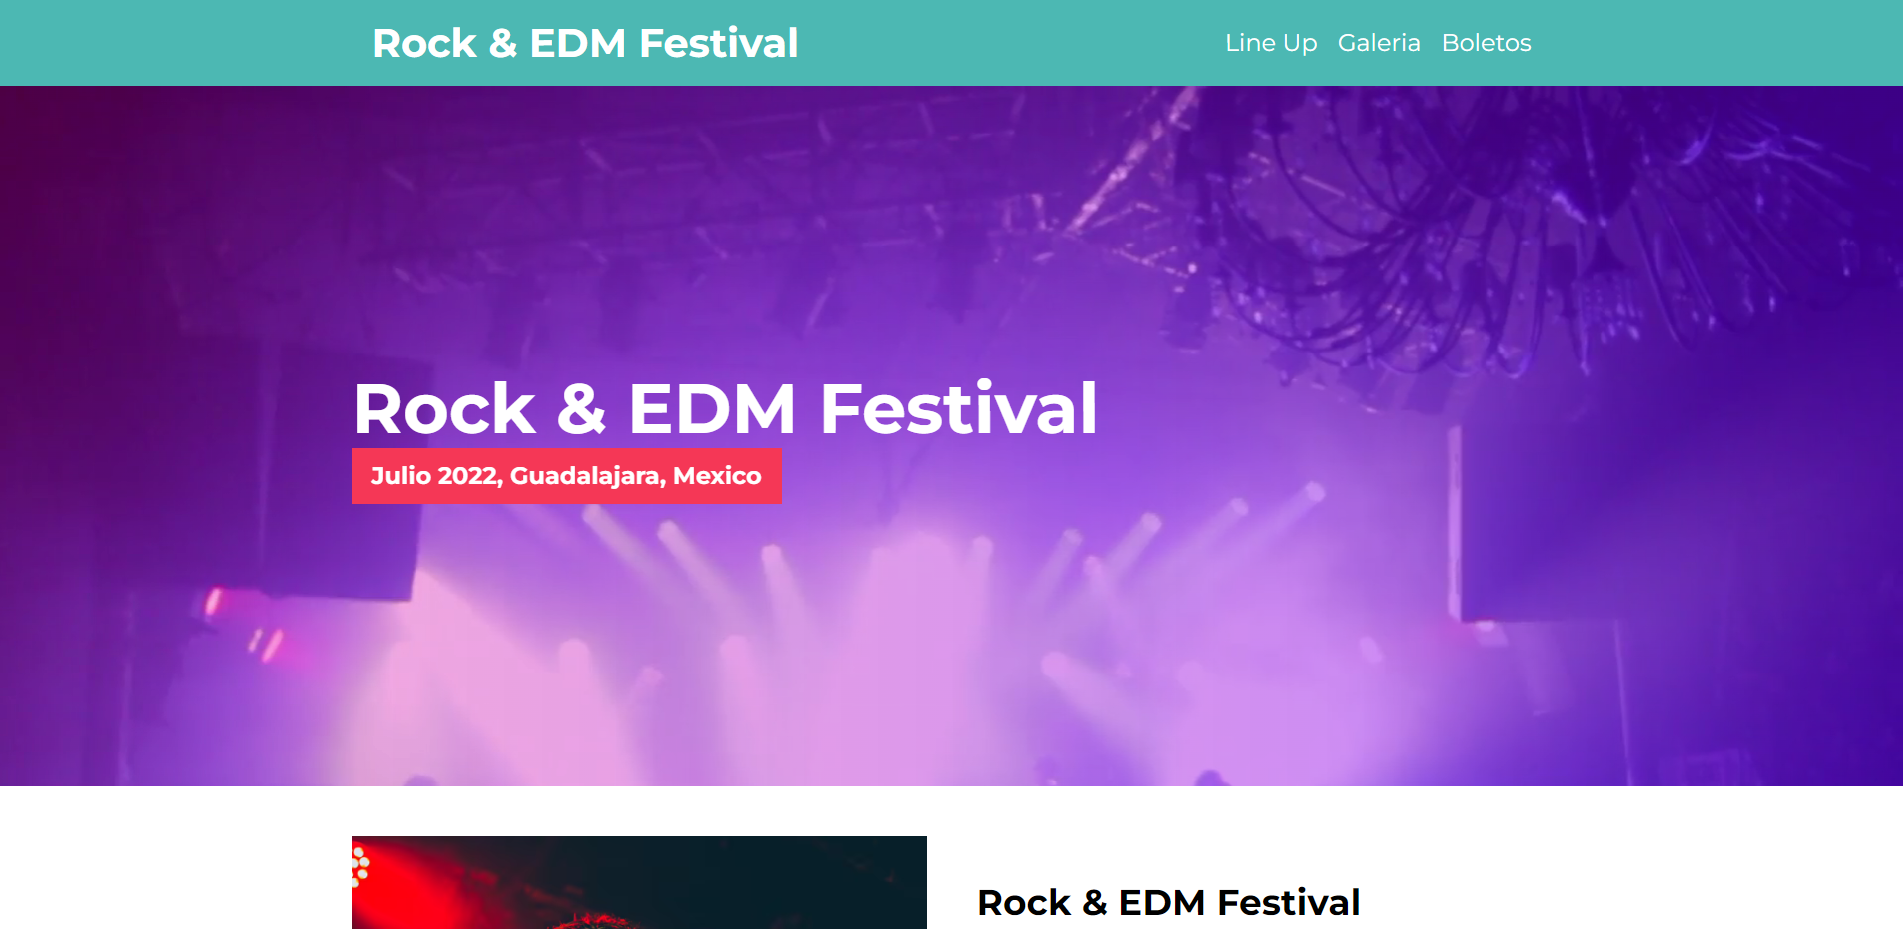 Rock & EDM Festival
Line Up Galeria Boletos
Rock & EDM Festival
Julio 2022, Guadalajara, Mexico
Rock & EDM Festival